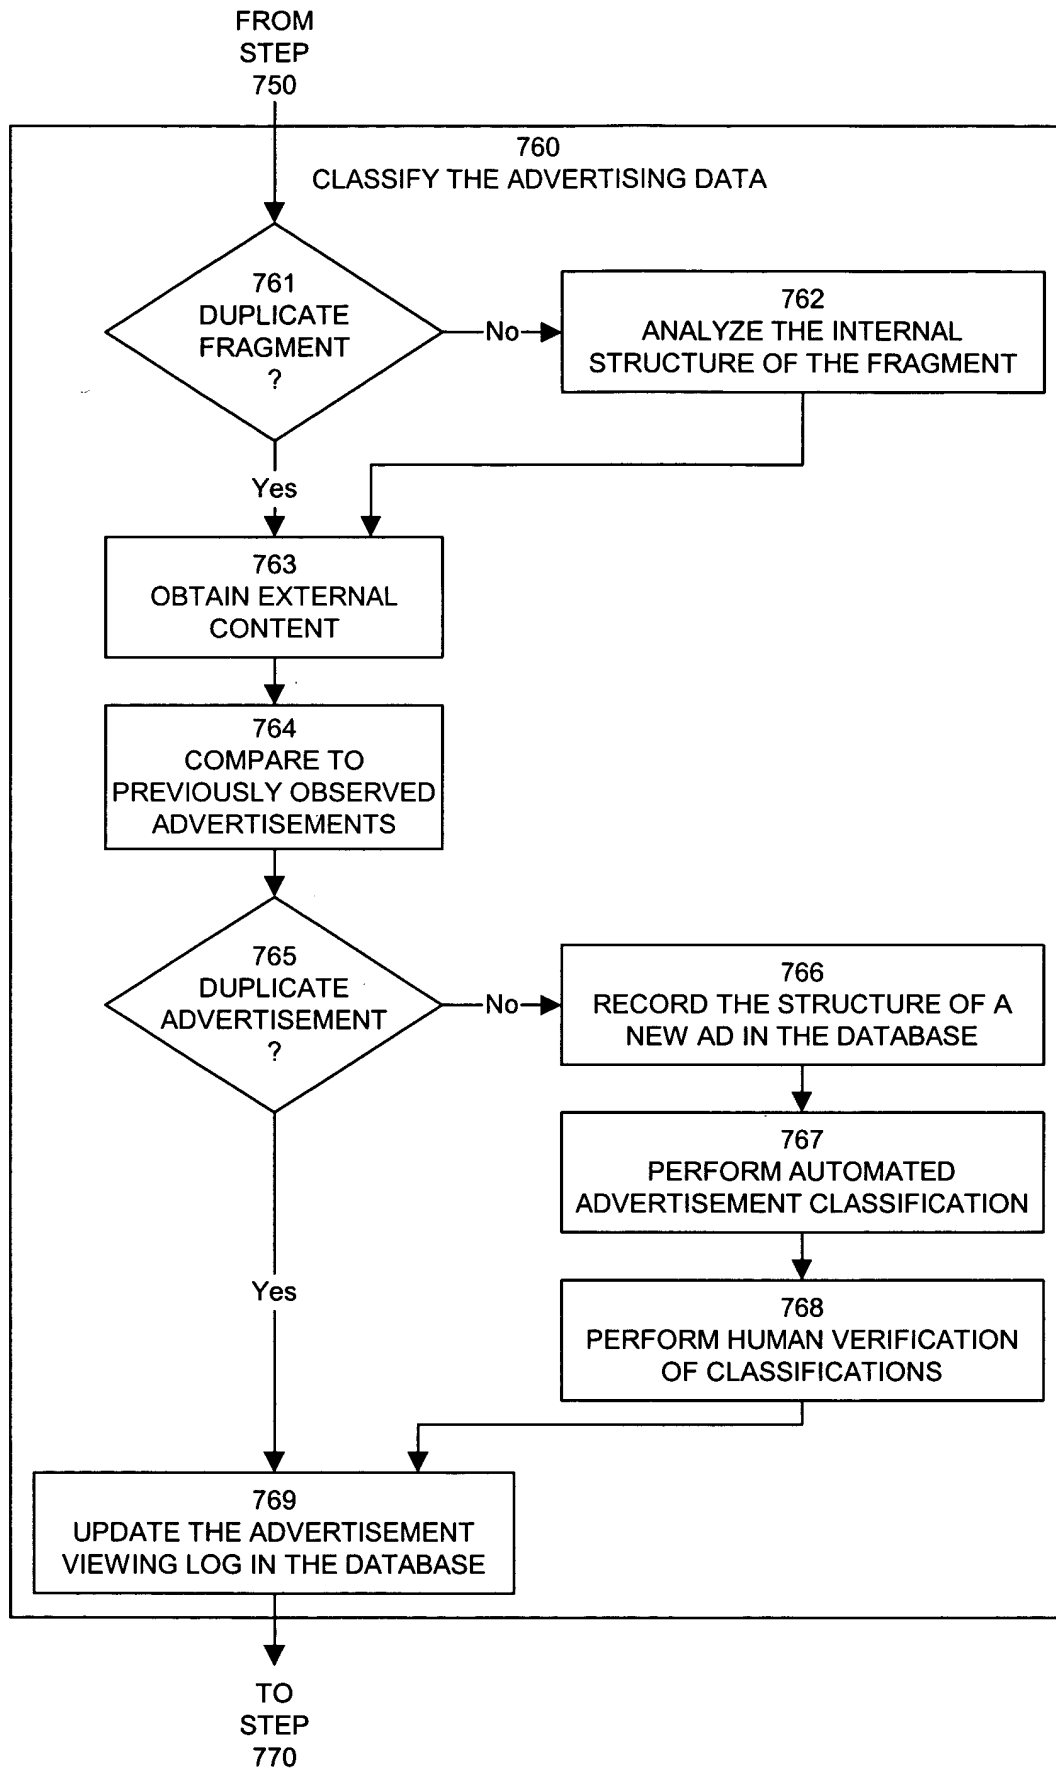 FROM
STEP
750
760
CLASSIFY THE ADVERTISING DATA
761
DUPLICATE
FRAGMENT
?
No
762
ANALYZE THE INTERNAL
STRUCTURE OF THE FRAGMENT
Yes
763
OBTAIN EXTERNAL
CONTENT
764
COMPARE TO
PREVIOUSLY OBSERVED
ADVERTISEMENTS
765
DUPLICATE
ADVERTISEMENT
?
No
766
RECORD THE STRUCTURE OF A
NEW AD IN THE DATABASE
767
PERFORM AUTOMATED
ADVERTISEMENT CLASSIFICATION
Yes
768
PERFORM HUMAN VERIFICATION
OF CLASSIFICATIONS
769
UPDATE THE ADVERTISEMENT
VIEWING LOG IN THE DATABASE
TO
STEP
770